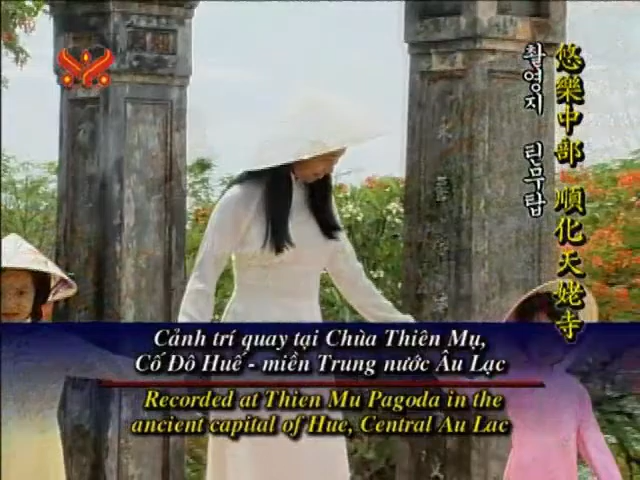 悠樂中部 順化天姥寺
촬영지 틴무탑
Cảnh trí quay tại Chùa Thiên Mụ,
Cố Đô Huế - miền Trung nước Âu Lạc
Recorded at Thien Mu Pagoda in the
ancient capital of Hue, Central Au Lac